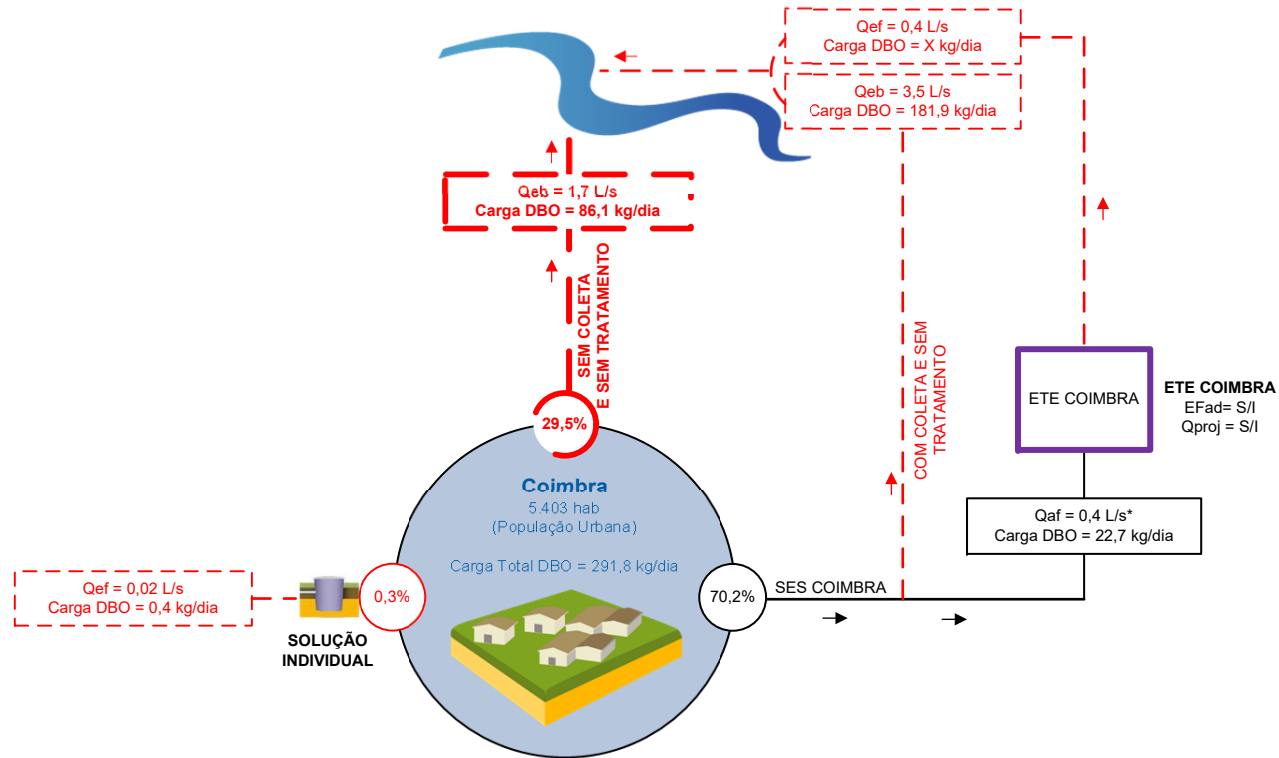 Qef = 0,4 L/s
Carga DBO = X kg/dia
Qeb = 3,5 L/s
Carga DBO = 181,9 kg/dia
Qeb = 1,7 L/s
Carga DBO = 86,1 kg/dia
SEM COLETA
E SEM TRATAMENTO
COM COLETA E SEM
TRATAMENTO
ETE COIMBRA
ETE COIMBRA
EFad= S/I
Qproj = S/I
29,5%
Coimbra
5.403 hab
(População Urbana)
Carga Total DBO = 291,8 kg/dia
Qaf = 0,4 L/s*
Carga DBO = 22,7 kg/dia
Qef = 0,02 L/s
Carga DBO = 0,4 kg/dia
SOLUÇÃO
INDIVIDUAL
0,3%
70,2%
SES COIMBRA